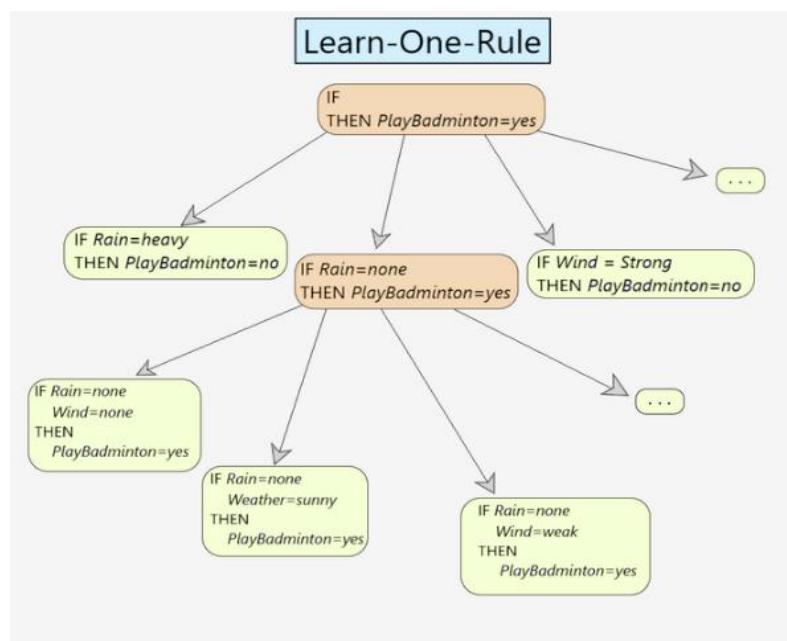 Learn-One-Rule
IF
THEN PlayBadminton=yes
. . .
IF Rain=heavy
THEN PlayBadminton=no
IF Rain=none
THEN PlayBadminton=yes
IF Wind = Strong
THEN PlayBadminton=no
IF Rain=none
Wind=none
THEN
PlayBadminton=yes
. . .
IF Rain=none
Weather=sunny
THEN
PlayBadminton=yes
IF Rain=none
Wind=weak
THEN
PlayBadminton=yes